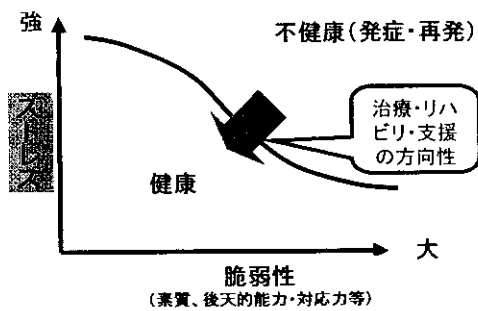 強
不健康(発症・再発)
ストレス
治療・リハ
ビリ・支援
の方向性
健康
大
脆弱性
(素質、後天的能力・対応力等)